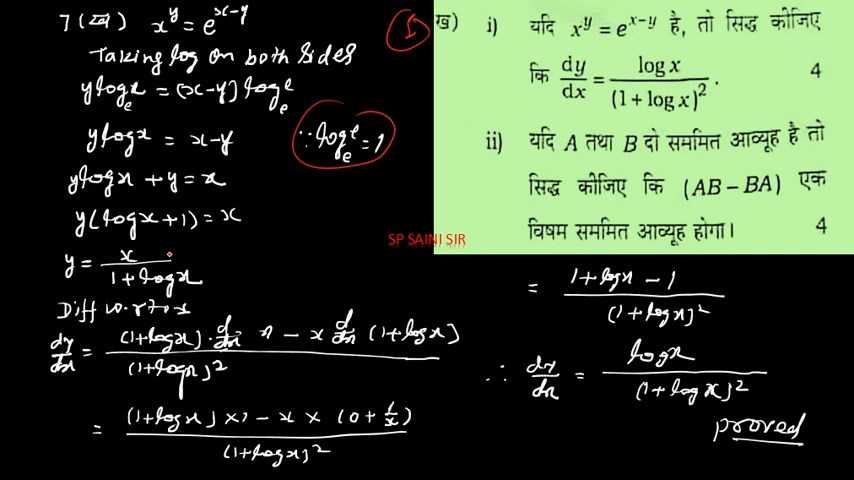 7 (ख) x^y = e^(x-y)
Taking log on both sides
y log_e x = (x-y) log_e e
y log x = x-y
∵ log_e e = 1
y log x + y = x
y(log x + 1) = x
y = x / (1 + log x)
Diff w.r.to x
dy/dx = ((1+log x) . d/dx x - x d/dx (1+log x)) / (1+log x)^2
= ((1+log x) × 1 - x × (0 + 1/x)) / (1+log x)^2
ख) i) यदि x^y = e^(x-y) है, तो सिद्ध कीजिए
कि dy/dx = log x / (1 + log x)^2 . 4
ii) यदि A तथा B दो सममित आव्यूह है तो
सिद्ध कीजिए कि (AB – BA) एक
विषम सममित आव्यूह होगा। 4
SP SAINI SIR
= (1+log x - 1) / (1+log x)^2
∴ dy/dx = log x / (1+log x)^2
proved